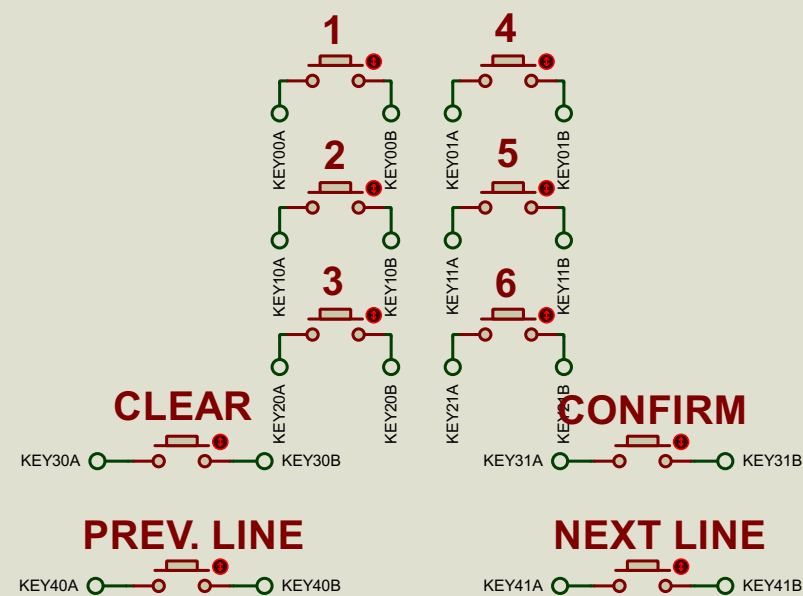 1 4
KEY00A KEY00B KEY01A KEY01B
2 5
KEY10A KEY10B KEY11A KEY11B
3 6
KEY20A KEY20B KEY21A KEY21B
CLEAR CONFIRM
KEY30A KEY30B KEY31A KEY31B
PREV. LINE NEXT LINE
KEY40A KEY40B KEY41A KEY41B